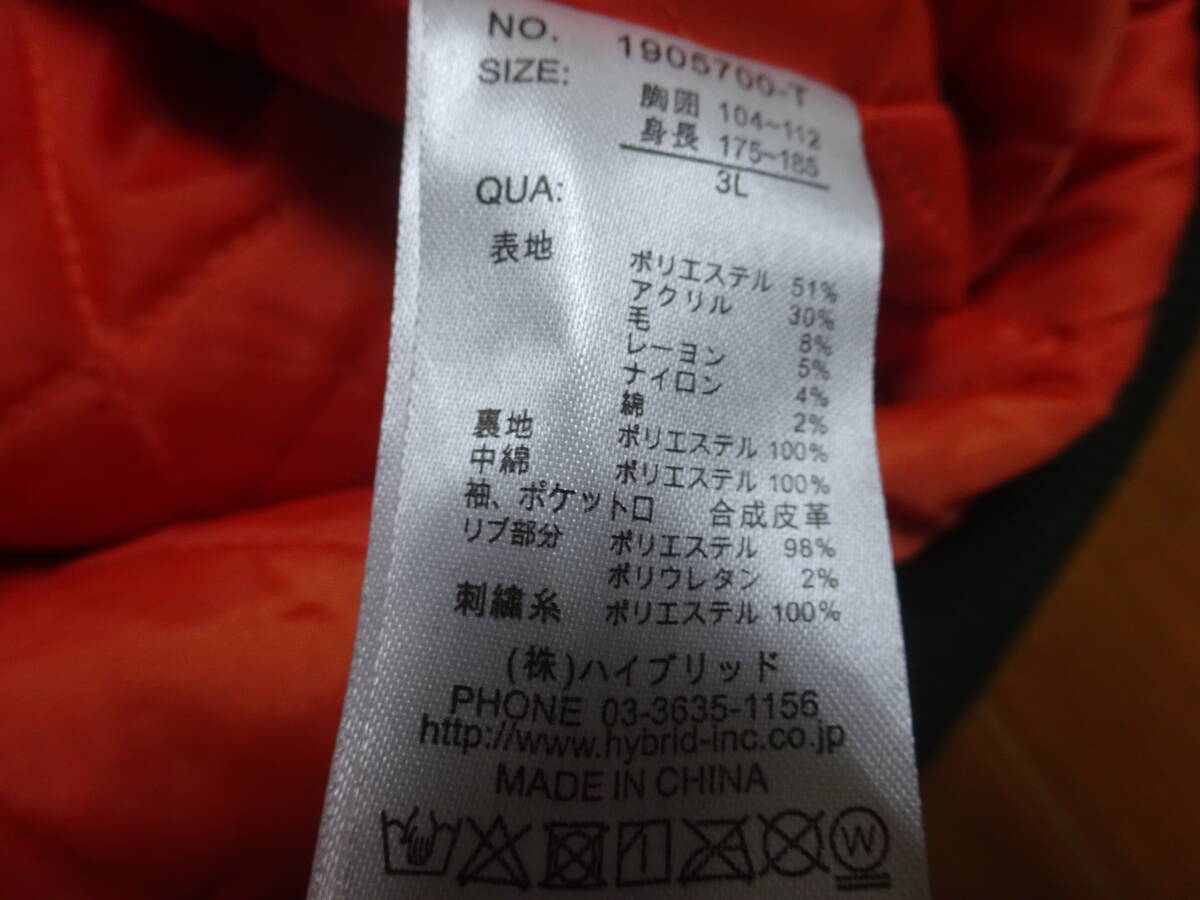 NO. 1905700-T
SIZE: 胸囲 104~112
身長 175~185
3L
QUA:
表地 ポリエステル 51%
アクリル 30%
毛 8%
レーヨン 5%
ナイロン 4%
綿 2%
裏地 ポリエステル 100%
中綿 ポリエステル 100%
袖、ポケット口 合成皮革
リブ部分 ポリエステル 98%
ポリウレタン 2%
刺繍糸 ポリエステル 100%
(株)ハイブリッド
PHONE 03-3635-1156
http://www.hybrid-inc.co.jp
MADE IN CHINA
W